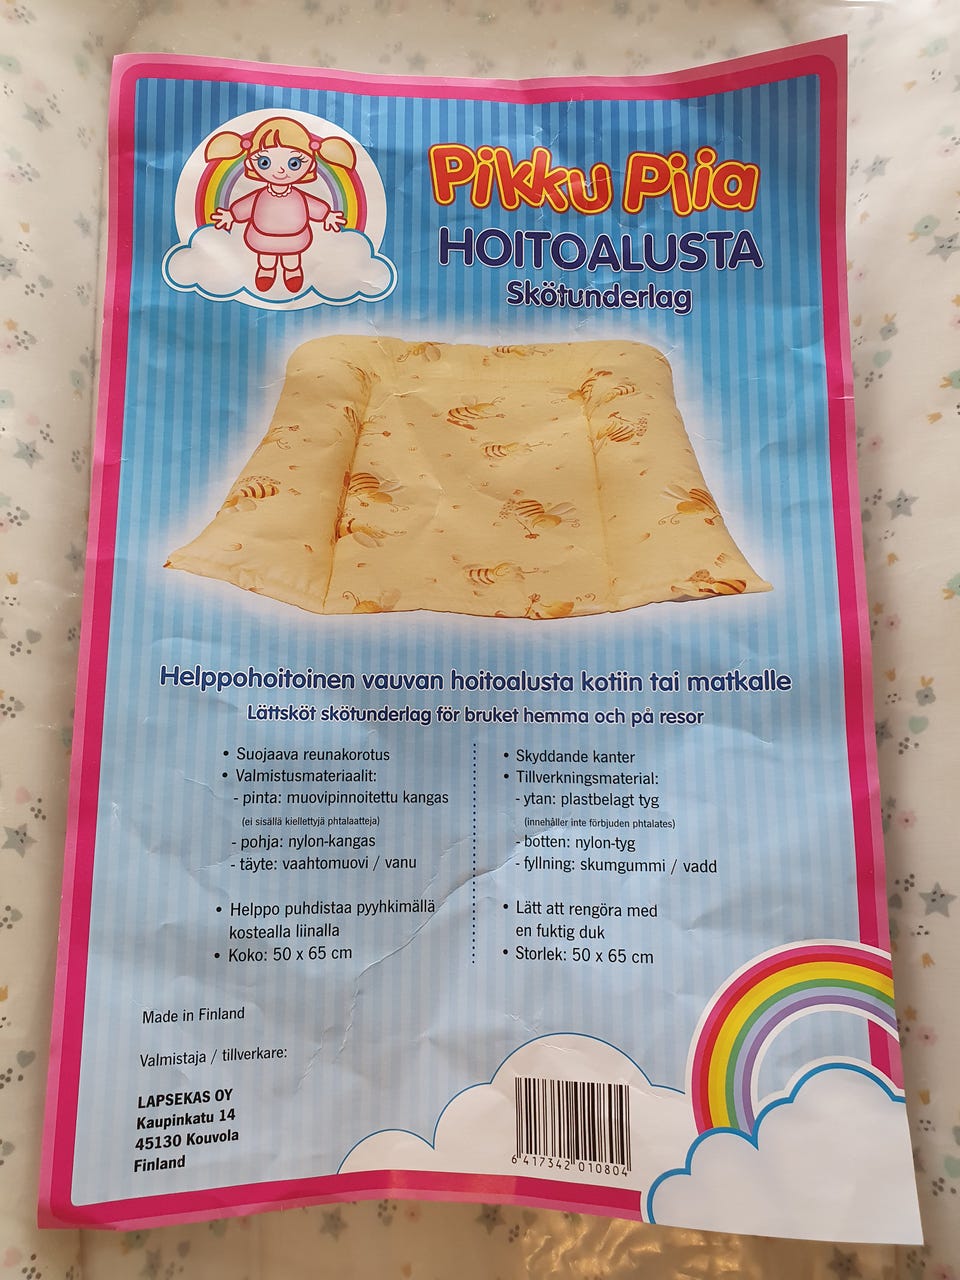 Pikku Piia
HOITOALUSTA
Skötunderlag
Helppohoitoinen vauvan hoitoalusta kotiin tai matkalle
Lättsköt skötunderlag för bruket hemma och på resor
• Suojaava reunakorotus
• Valmistusmateriaalit:
- pinta: muovipinnoitettu kangas
(ei sisällä kiellettyjä phtalaatteja)
- pohja: nylon-kangas
- täyte: vaahtomuovi / vanu
• Helppo puhdistaa pyyhkimällä
kostealla liinalla
• Koko: 50 x 65 cm
• Skyddande kanter
• Tillverkningsmaterial:
- ytan: plastbelagt tyg
(innehåller inte förbjuden phtalates)
- botten: nylon-tyg
- fyllning: skumgummi / vadd
• Lätt att rengöra med
en fuktig duk
• Storlek: 50 x 65 cm
Made in Finland
Valmistaja / tillverkare:
LAPSEKAS OY
Kaupinkatu 14
45130 Kouvola
Finland
6 417342 010804